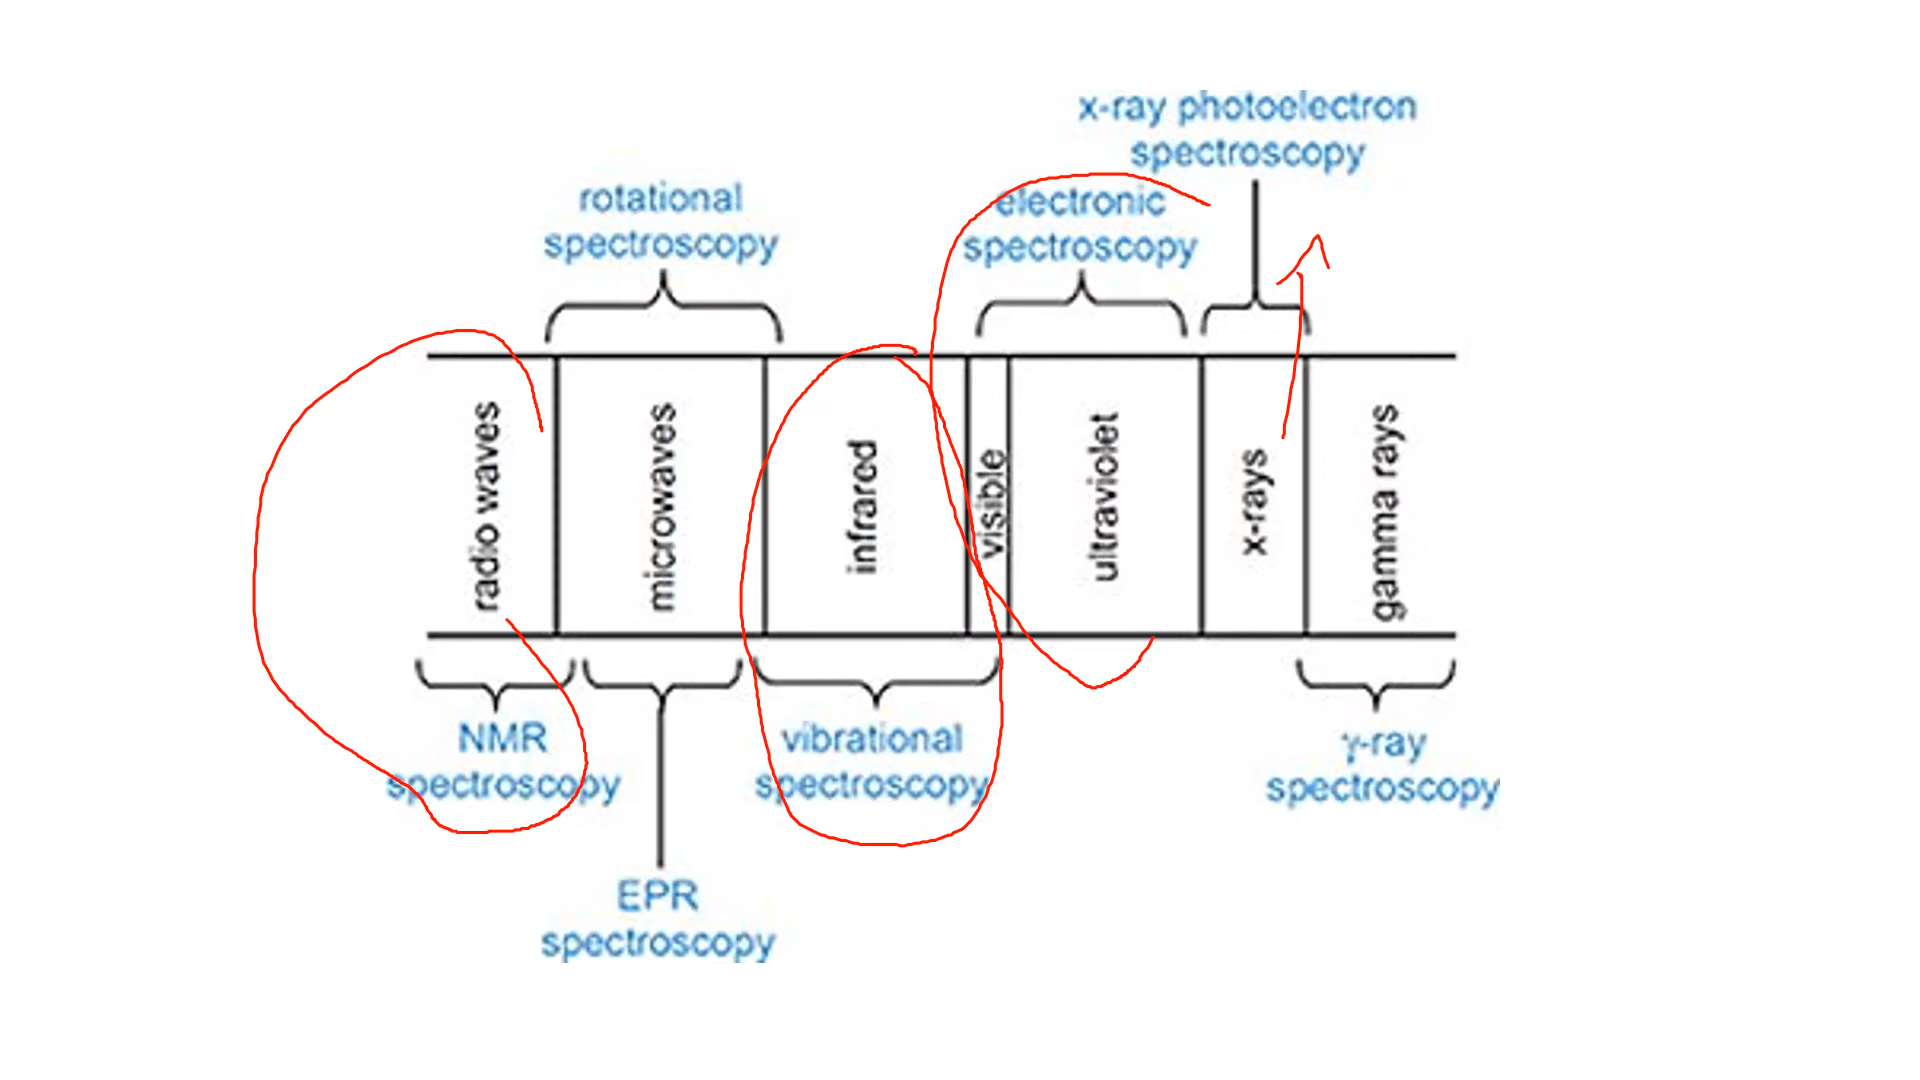 x-ray photoelectron
spectroscopy
rotational
spectroscopy
electronic
spectroscopy
radio waves
microwaves
infrared
visible
ultraviolet
x-rays
gamma rays
NMR
spectroscopy
vibrational
spectroscopy
γ-ray
spectroscopy
EPR
spectroscopy